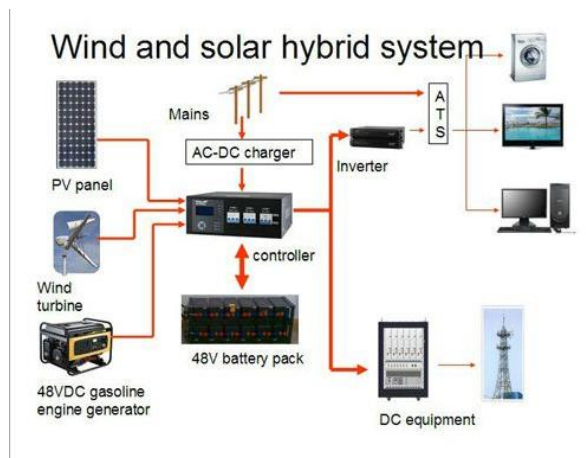 Wind and solar hybrid system
Mains
A
T
S
AC-DC charger
Inverter
PV panel
controller
Wind
turbine
48V battery pack
48VDC gasoline
engine generator
DC equipment